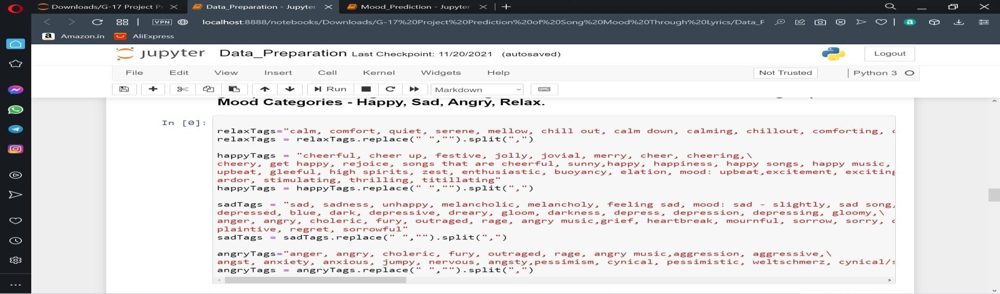 Downloads/G-17 Project Pr
Data_Preparation - Jupyter
Mood_Prediction - Jupyter
VPN
localhost:8888/notebooks/Downloads/G-17%20Project%20Prediction%20of%20Song%20Mood%20Through%20Lyrics/Data_P
a
a Amazon.in AliExpress
jupyter Data_Preparation Last Checkpoint: 11/20/2021 (autosaved)
Logout
File Edit View Insert Cell Kernel Widgets Help
Not Trusted
Python 3
Run
Markdown
Mood Categories - Happy, Sad, Angry, Relax.
In [0]:
relaxTags="calm, comfort, quiet, serene, mellow, chill out, calm down, calming, chillout, comforting,
relaxTags = relaxTags.replace(" ","").split(",")
happyTags = "cheerful, cheer up, festive, jolly, jovial, merry, cheer, cheering,\
cheery, get happy, rejoice, songs that are cheerful, sunny,happy, happiness, happy songs, happy music,
upbeat, gleeful, high spirits, zest, enthusiastic, buoyancy, elation, mood: upbeat,excitement, exciting
ardor, stimulating, thrilling, titillating"
happyTags = happyTags.replace(" ","").split(",")
sadTags = "sad, sadness, unhappy, melancholic, melancholy, feeling sad, mood: sad - slightly, sad song,
depressed, blue, dark, depressive, dreary, gloom, darkness, depress, depression, depressing, gloomy,\
anger, angry, choleric, fury, outraged, rage, angry music,grief, heartbreak, mournful, sorrow, sorry,
plaintive, regret, sorrowful"
sadTags = sadTags.replace(" ","").split(",")
angryTags="anger, angry, choleric, fury, outraged, rage, angry music,aggression, aggressive,\
angst, anxiety, anxious, jumpy, nervous, angsty,pessimism, cynical, pessimistic, weltschmerz, cynical/s
angryTags = angryTags.replace(" ","").split(",")